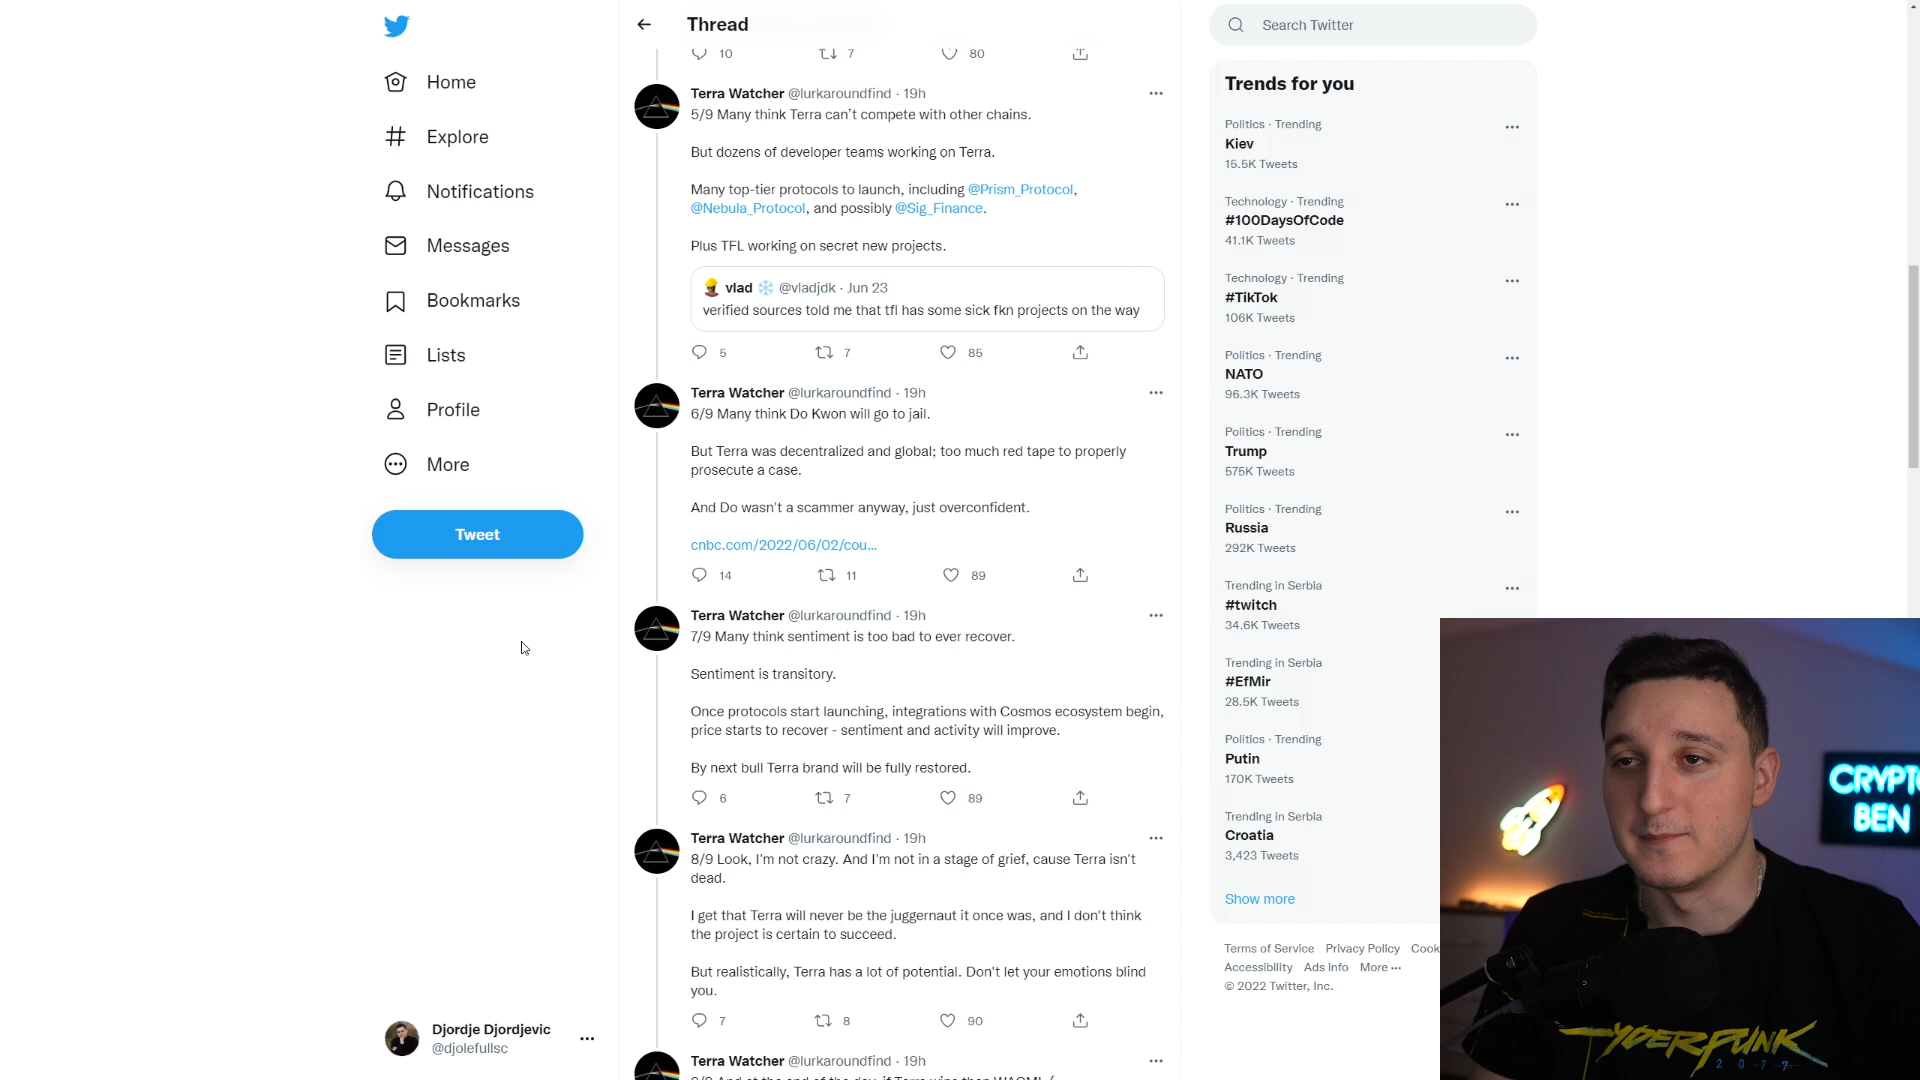 Home
Explore
Notifications
Messages
Bookmarks
Lists
Profile
More
Tweet
Djordje Djordjevic
@djolefullsc
Thread
10 7 80
Terra Watcher @lurkaroundfind · 19h
5/9 Many think Terra can't compete with other chains.
But dozens of developer teams working on Terra.
Many top-tier protocols to launch, including @Prism_Protocol,
@Nebula_Protocol, and possibly @Sig_Finance.
Plus TFL working on secret new projects.
vlad @vladjdk · Jun 23
verified sources told me that tfl has some sick fkn projects on the way
5 7 85
Terra Watcher @lurkaroundfind · 19h
6/9 Many think Do Kwon will go to jail.
But Terra was decentralized and global; too much red tape to properly
prosecute a case.
And Do wasn't a scammer anyway, just overconfident.
cnbc.com/2022/06/02/cou...
14 11 89
Terra Watcher @lurkaroundfind · 19h
7/9 Many think sentiment is too bad to ever recover.
Sentiment is transitory.
Once protocols start launching, integrations with Cosmos ecosystem begin,
price starts to recover - sentiment and activity will improve.
By next bull Terra brand will be fully restored.
6 7 89
Terra Watcher @lurkaroundfind · 19h
8/9 Look, I'm not crazy. And I'm not in a stage of grief, cause Terra isn't
dead.
I get that Terra will never be the juggernaut it once was, and I don't think
the project is certain to succeed.
But realistically, Terra has a lot of potential. Don't let your emotions blind
you.
7 8 90
Terra Watcher @lurkaroundfind · 19h
Search Twitter
Trends for you
Politics · Trending
Kiev
15.5K Tweets
Technology · Trending
#100DaysOfCode
41.1K Tweets
Technology · Trending
#TikTok
106K Tweets
Politics · Trending
NATO
96.3K Tweets
Politics · Trending
Trump
575K Tweets
Politics · Trending
Russia
292K Tweets
Trending in Serbia
#twitch
34.6K Tweets
Trending in Serbia
#EfMir
28.5K Tweets
Politics · Trending
Putin
170K Tweets
Trending in Serbia
Croatia
3,423 Tweets
Show more
Terms of Service Privacy Policy Cook
Accessibility Ads info More ...
© 2022 Twitter, Inc.
CRYPTO
BEN
CYBERPUNK
2077